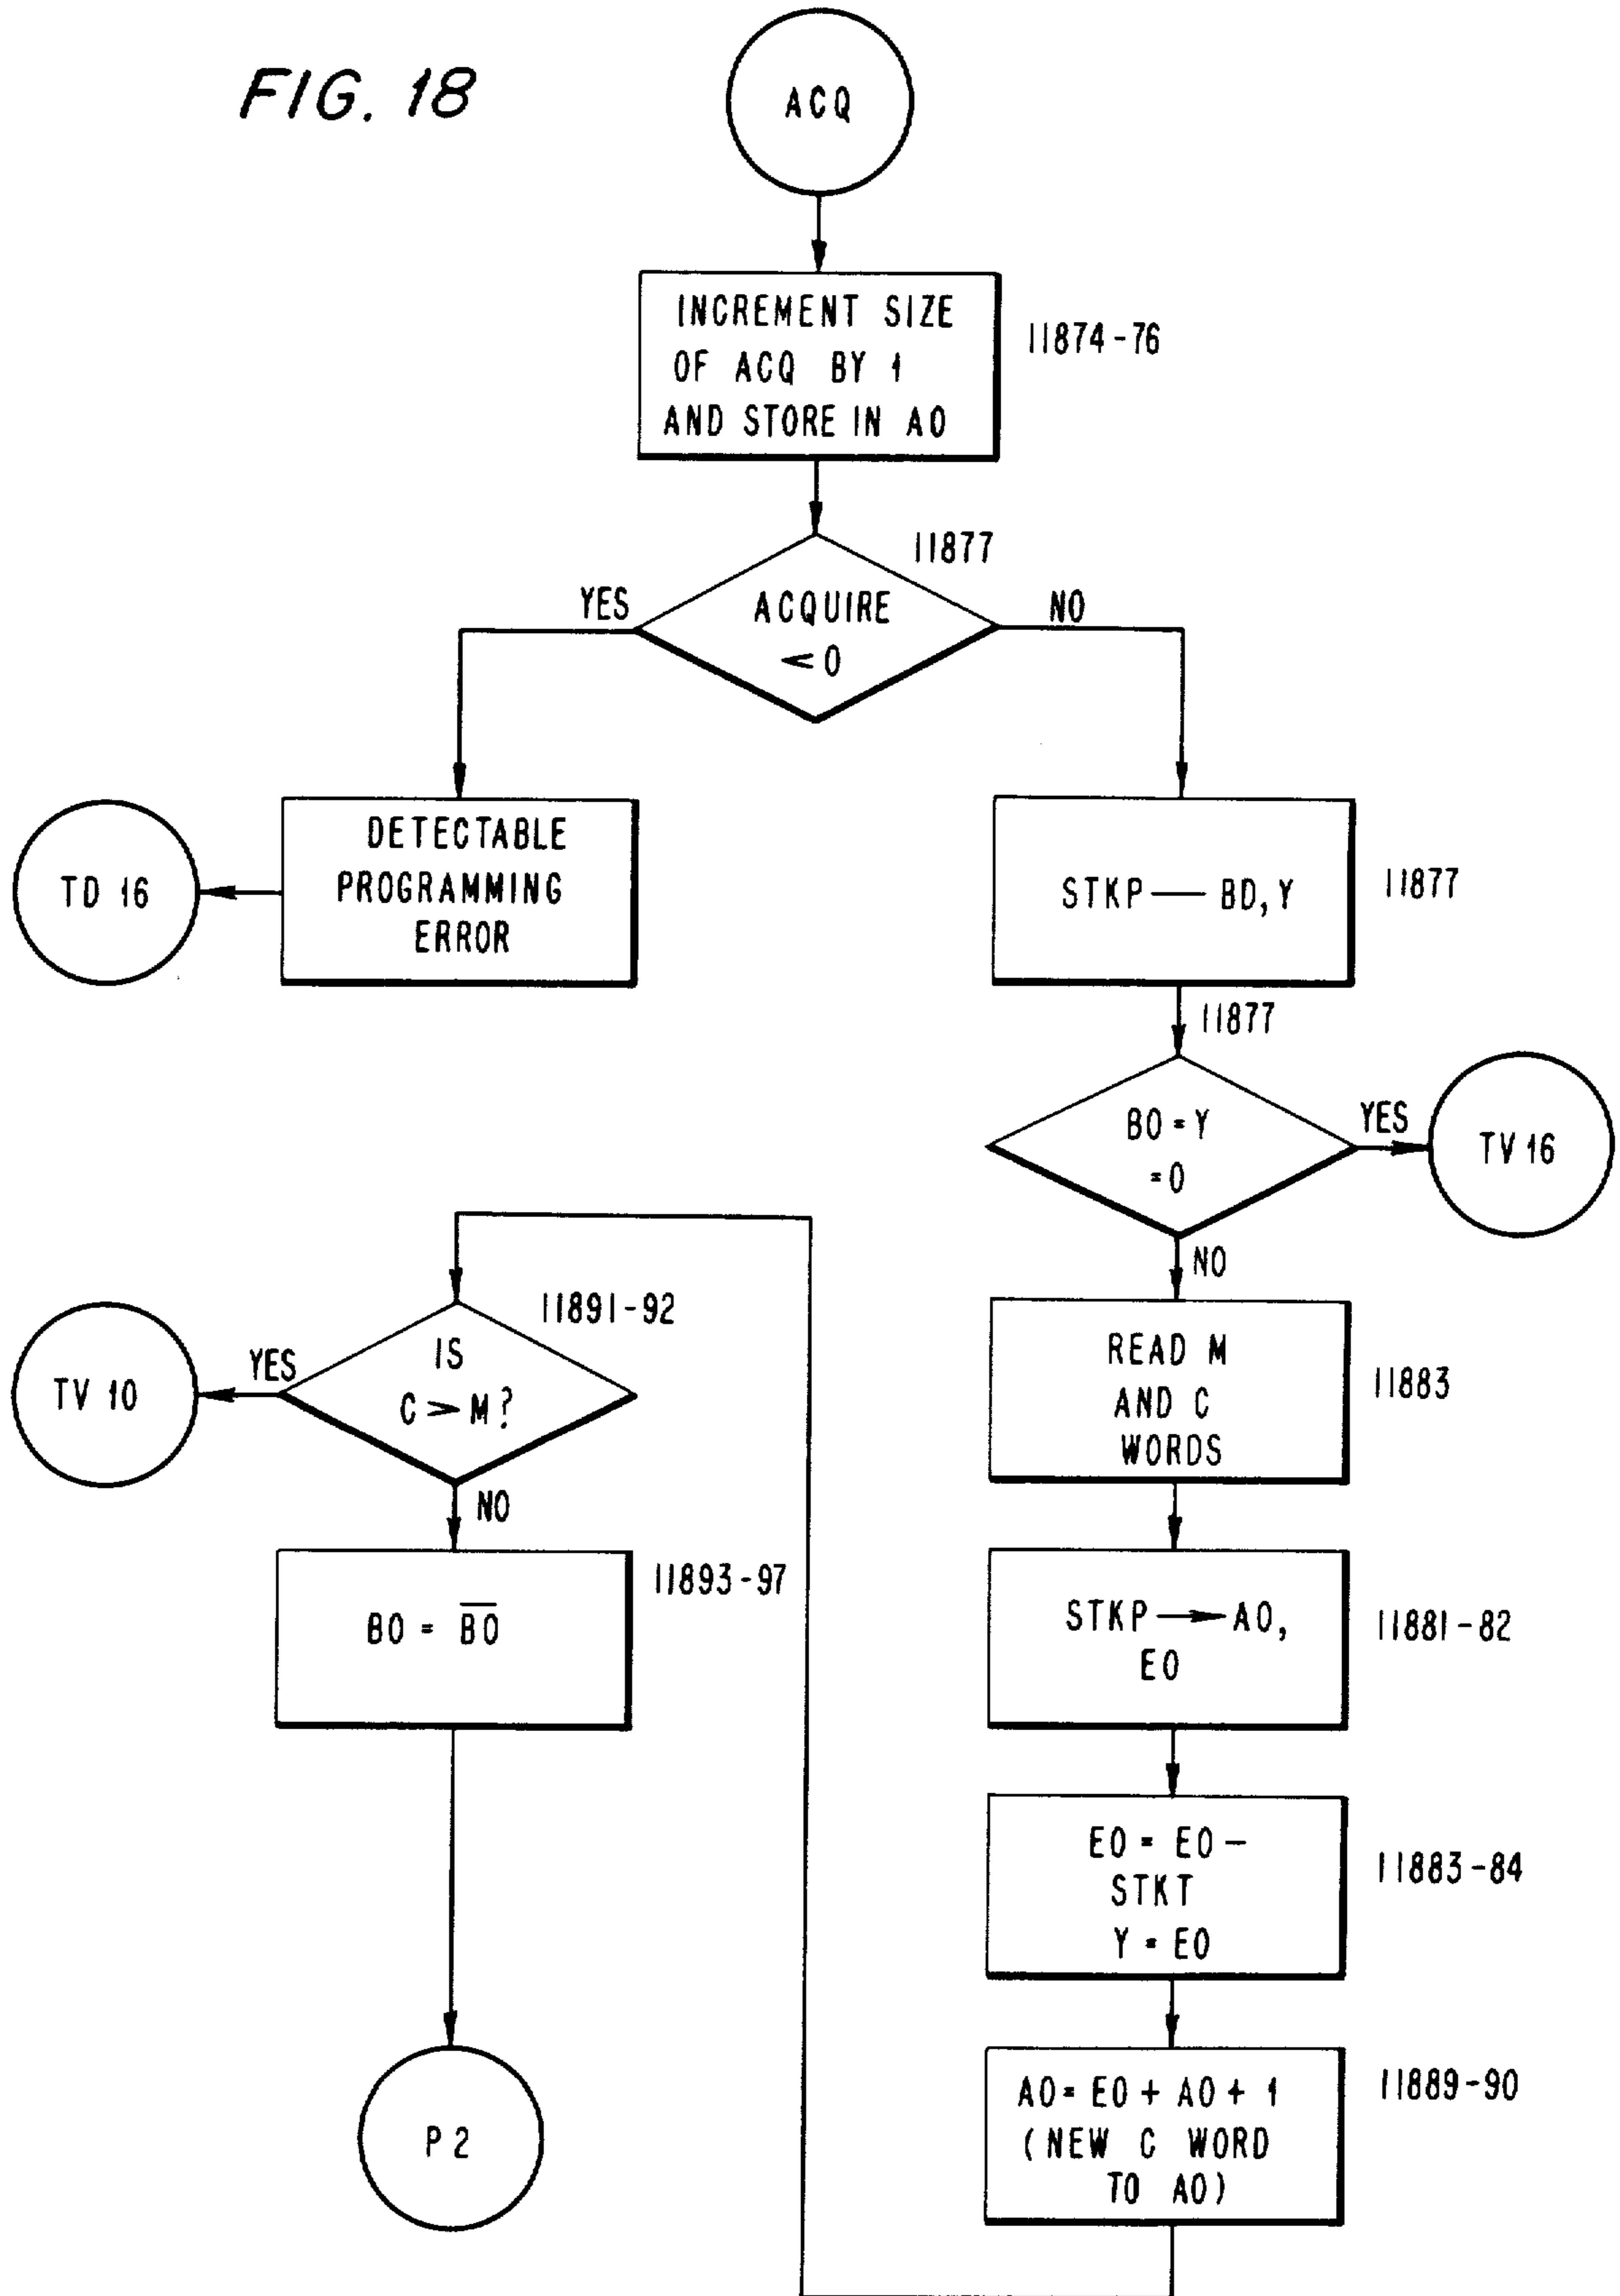 FIG. 18
ACQ
INCREMENT SIZE
OF ACQ BY 1
AND STORE IN A0
11874-76
11877
YES
ACQUIRE
< 0
NO
DETECTABLE
PROGRAMMING
ERROR
TD 16
STKP — BD, Y
11877
11877
B0 = Y
= 0
YES
TV 16
NO
READ M
AND C
WORDS
11883
STKP → A0,
E0
11881-82
E0 = E0 -
STKT
Y = E0
11883-84
A0 = E0 + A0 + 1
(NEW C WORD
TO A0)
11889-90
11891-92
IS
C > M?
YES
TV 10
NO
B0 = B̅0̅
11893-97
P 2